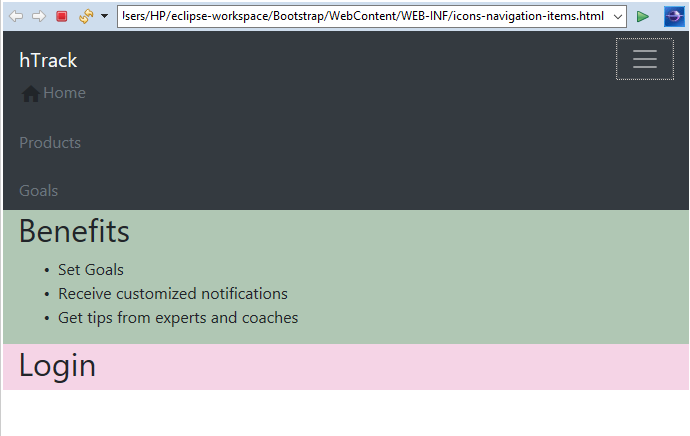 Jsers/HP/eclipse-workspace/Bootstrap/WebContent/WEB-INF/icons-navigation-items.html
hTrack
Home
Products
Goals
Benefits
• Set Goals
• Receive customized notifications
• Get tips from experts and coaches
Login